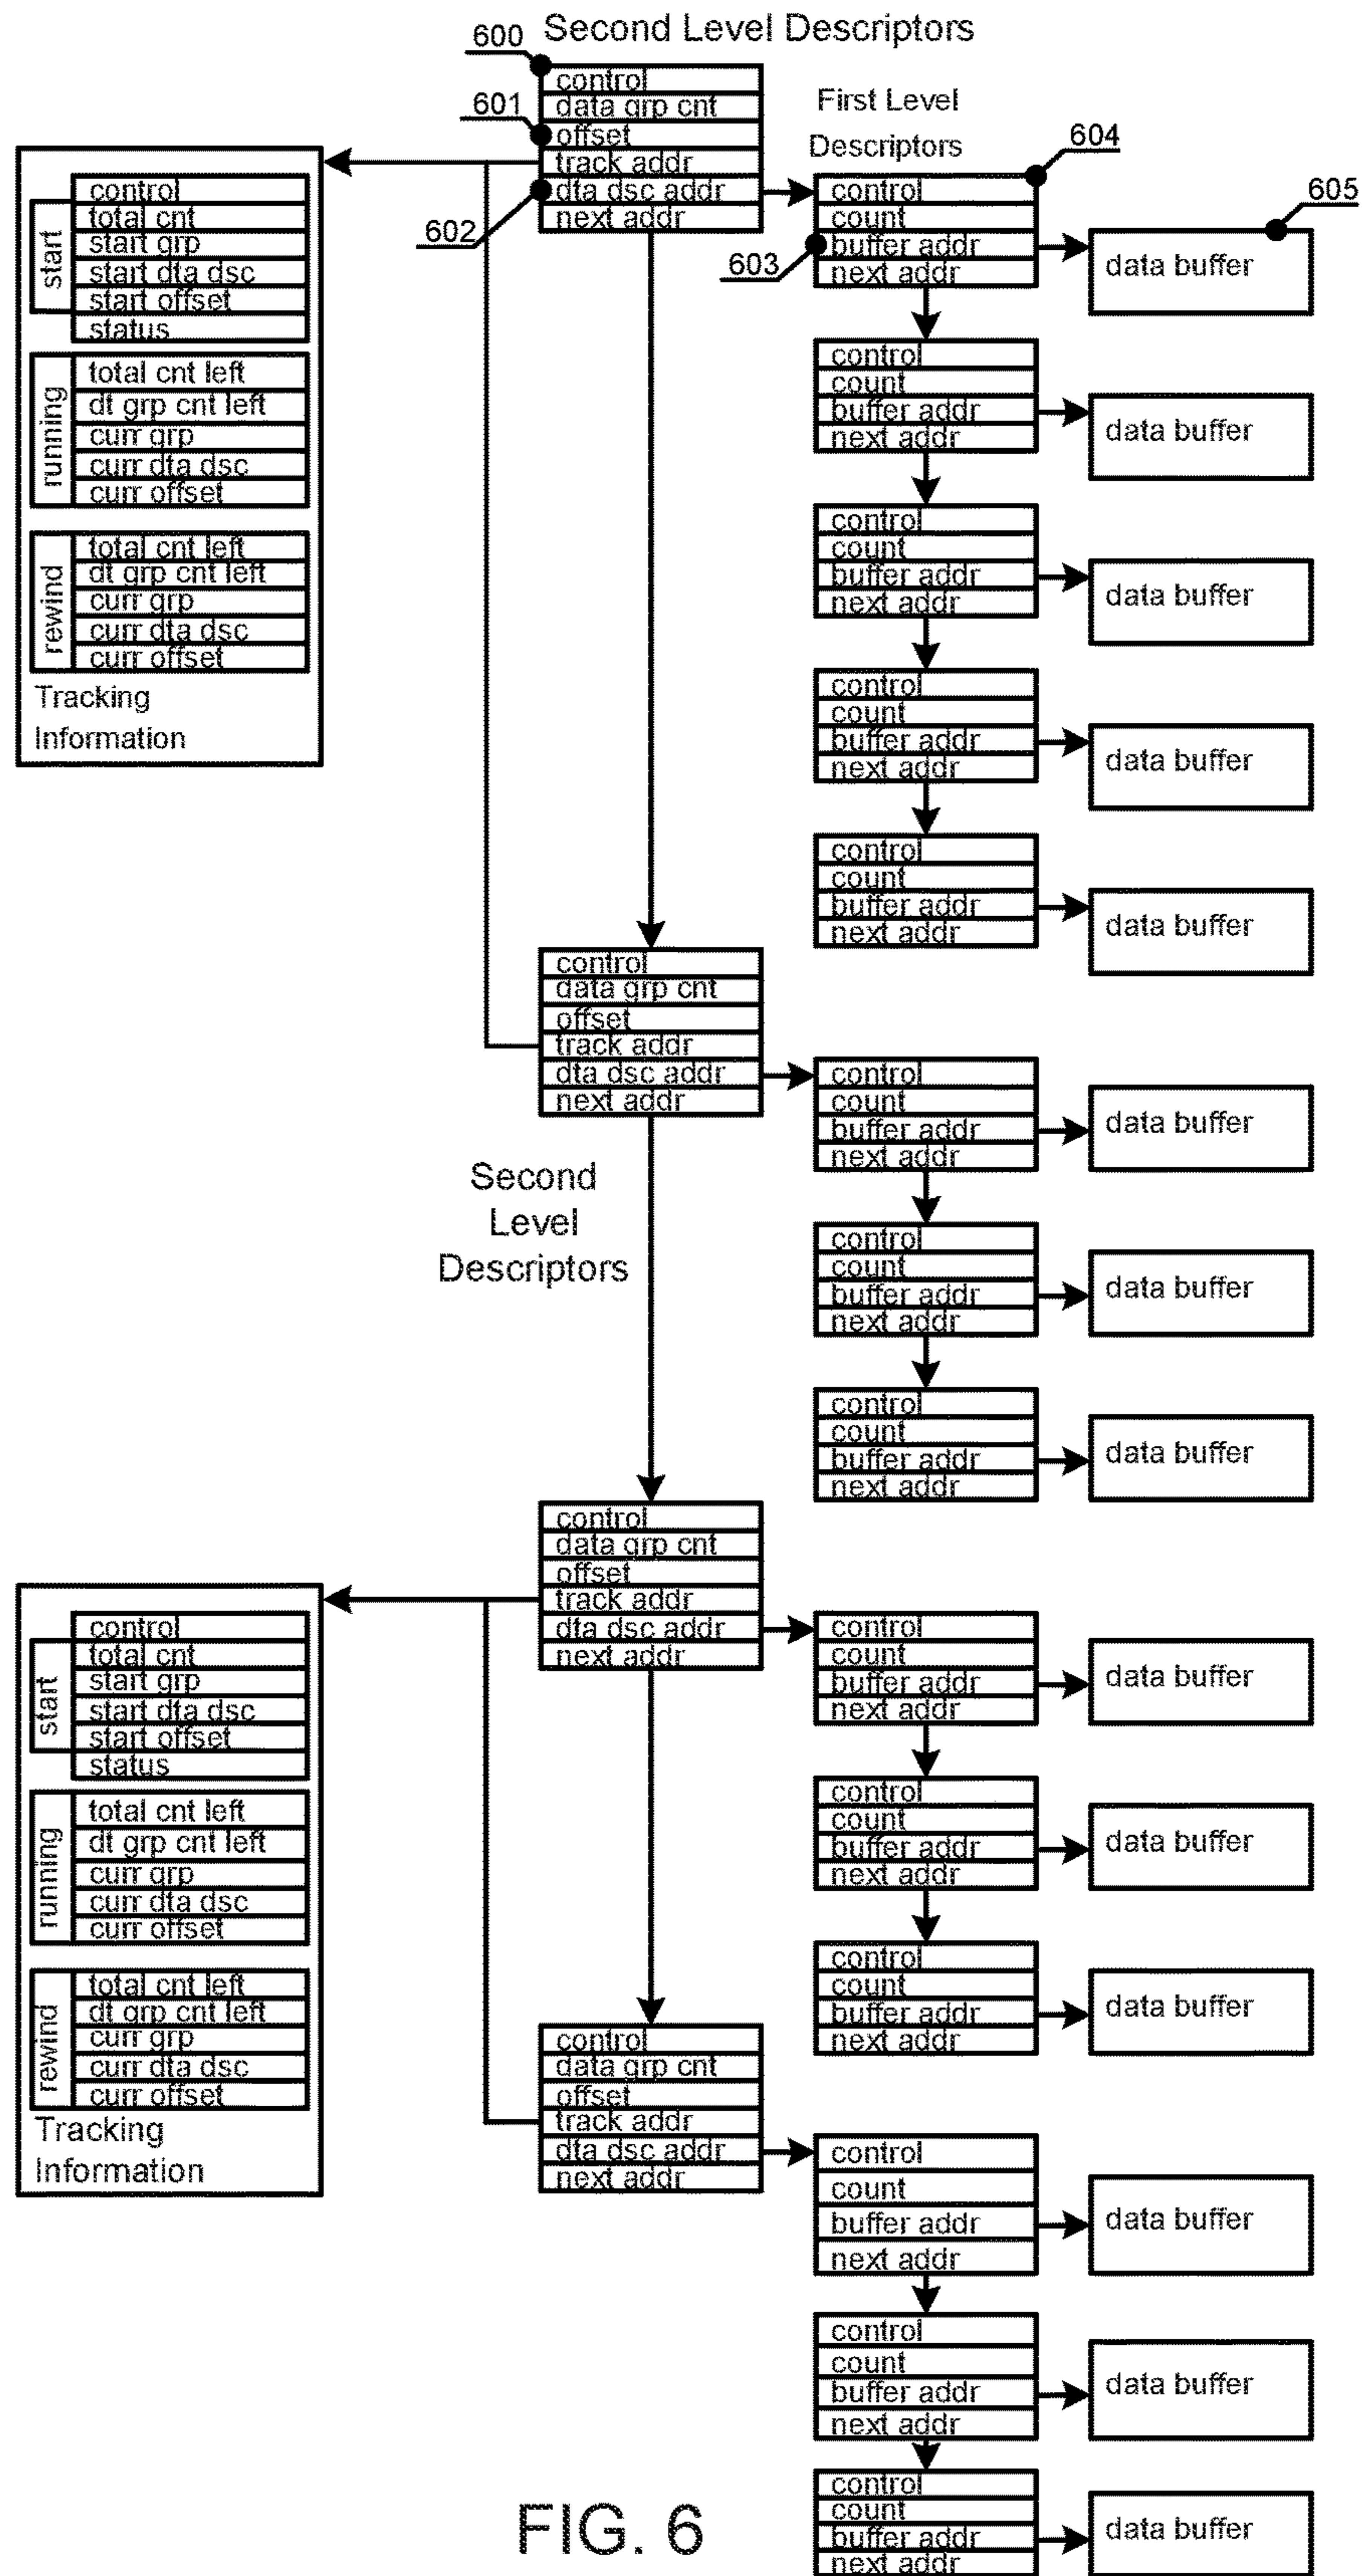 Second Level Descriptors
600
control
data grp cnt
601
offset
track addr
dta dsc addr
602
next addr
First Level
Descriptors
604
control
count
603
buffer addr
next addr
605
data buffer
control
count
buffer addr
next addr
data buffer
control
count
buffer addr
next addr
data buffer
control
count
buffer addr
next addr
data buffer
control
count
buffer addr
next addr
data buffer
start
control
total cnt
start grp
start dta dsc
start offset
status
running
total cnt left
dt grp cnt left
curr grp
curr dta dsc
curr offset
rewind
total cnt left
dt grp cnt left
curr grp
curr dta dsc
curr offset
Tracking
Information
control
data grp cnt
offset
track addr
dta dsc addr
next addr
control
count
buffer addr
next addr
data buffer
control
count
buffer addr
next addr
data buffer
control
count
buffer addr
next addr
data buffer
Second
Level
Descriptors
control
data grp cnt
offset
track addr
dta dsc addr
next addr
control
count
buffer addr
next addr
data buffer
control
count
buffer addr
next addr
data buffer
control
count
buffer addr
next addr
data buffer
start
control
total cnt
start grp
start dta dsc
start offset
status
running
total cnt left
dt grp cnt left
curr grp
curr dta dsc
curr offset
rewind
total cnt left
dt grp cnt left
curr grp
curr dta dsc
curr offset
Tracking
Information
control
data grp cnt
offset
track addr
dta dsc addr
next addr
control
count
buffer addr
next addr
data buffer
control
count
buffer addr
next addr
data buffer
control
count
buffer addr
next addr
data buffer
FIG. 6